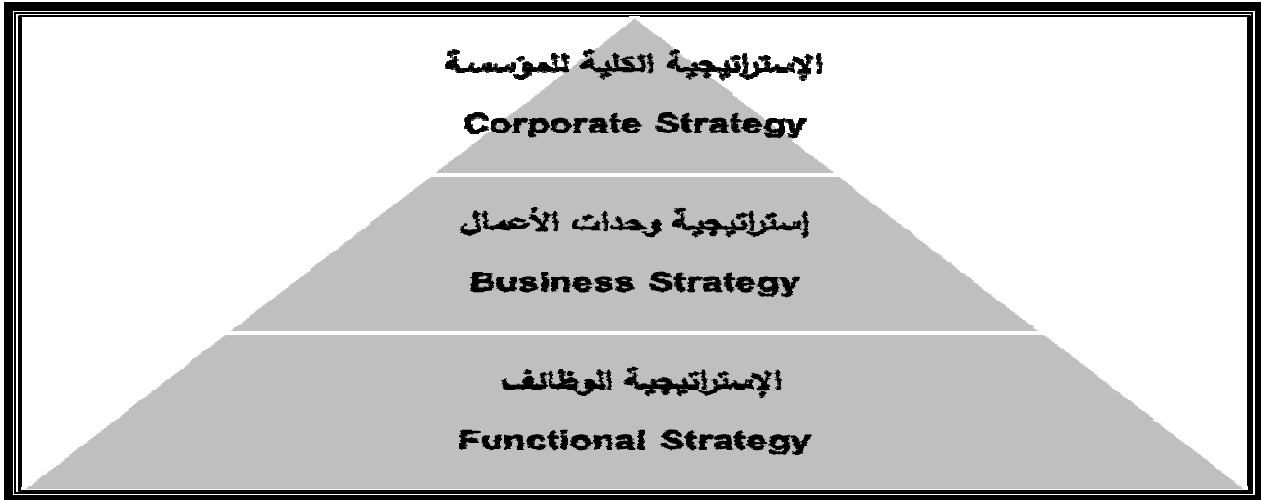 الإستراتيجية الكلية للمؤسسة
Corporate Strategy
إستراتيجية وحدات الأعمال
Business Strategy
الإستراتيجية الوظائف
Functional Strategy